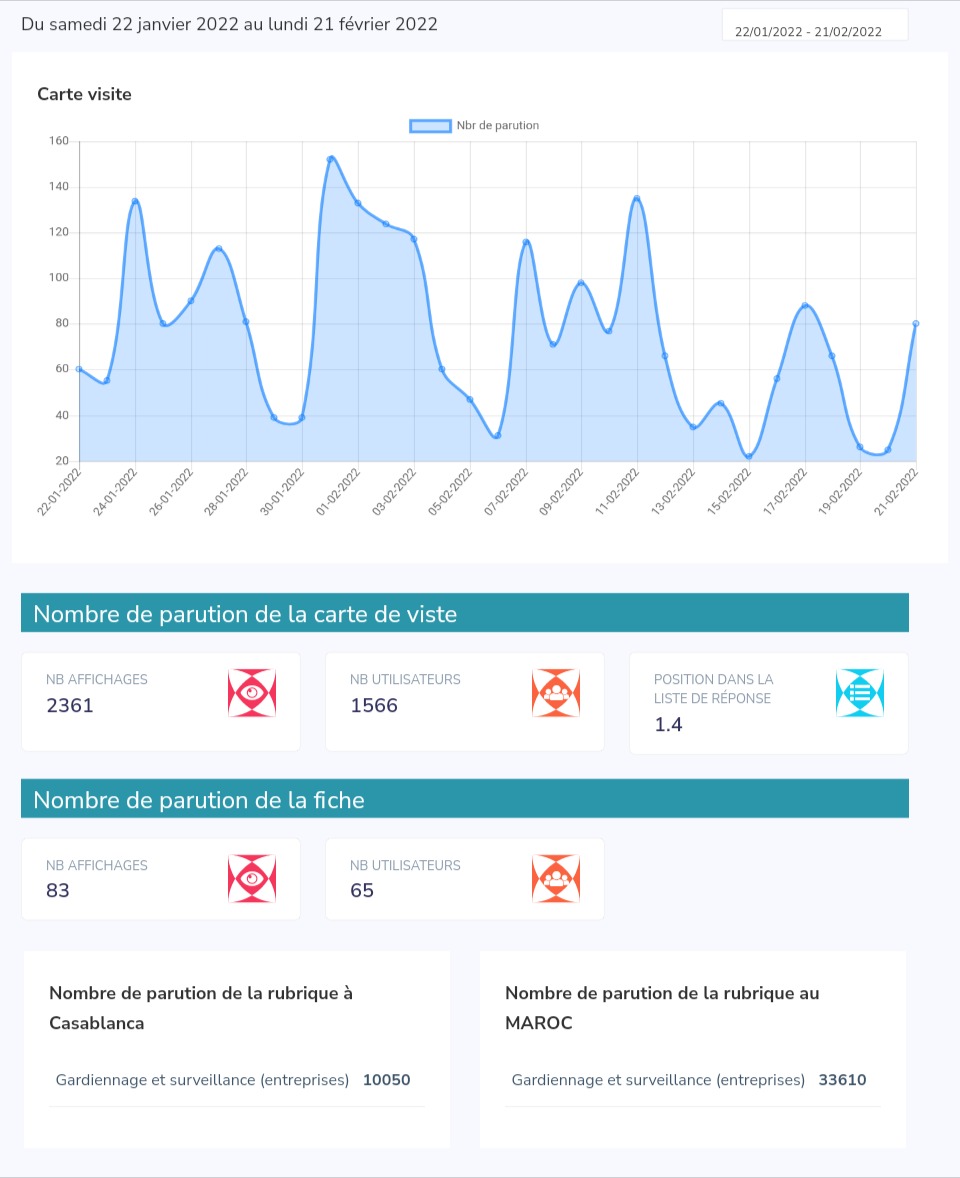 Du samedi 22 janvier 2022 au lundi 21 février 2022
22/01/2022 - 21/02/2022
Carte visite
Nbr de parution
160
140
120
100
80
60
40
20
22-01-2022
24-01-2022
26-01-2022
28-01-2022
30-01-2022
01-02-2022
03-02-2022
05-02-2022
07-02-2022
09-02-2022
11-02-2022
13-02-2022
15-02-2022
17-02-2022
19-02-2022
21-02-2022
Nombre de parution de la carte de viste
NB AFFICHAGES
2361
NB UTILISATEURS
1566
POSITION DANS LA
LISTE DE RÉPONSE
1.4
Nombre de parution de la fiche
NB AFFICHAGES
83
NB UTILISATEURS
65
Nombre de parution de la rubrique à
Casablanca
Gardiennage et surveillance (entreprises) 10050
Nombre de parution de la rubrique au
MAROC
Gardiennage et surveillance (entreprises) 33610